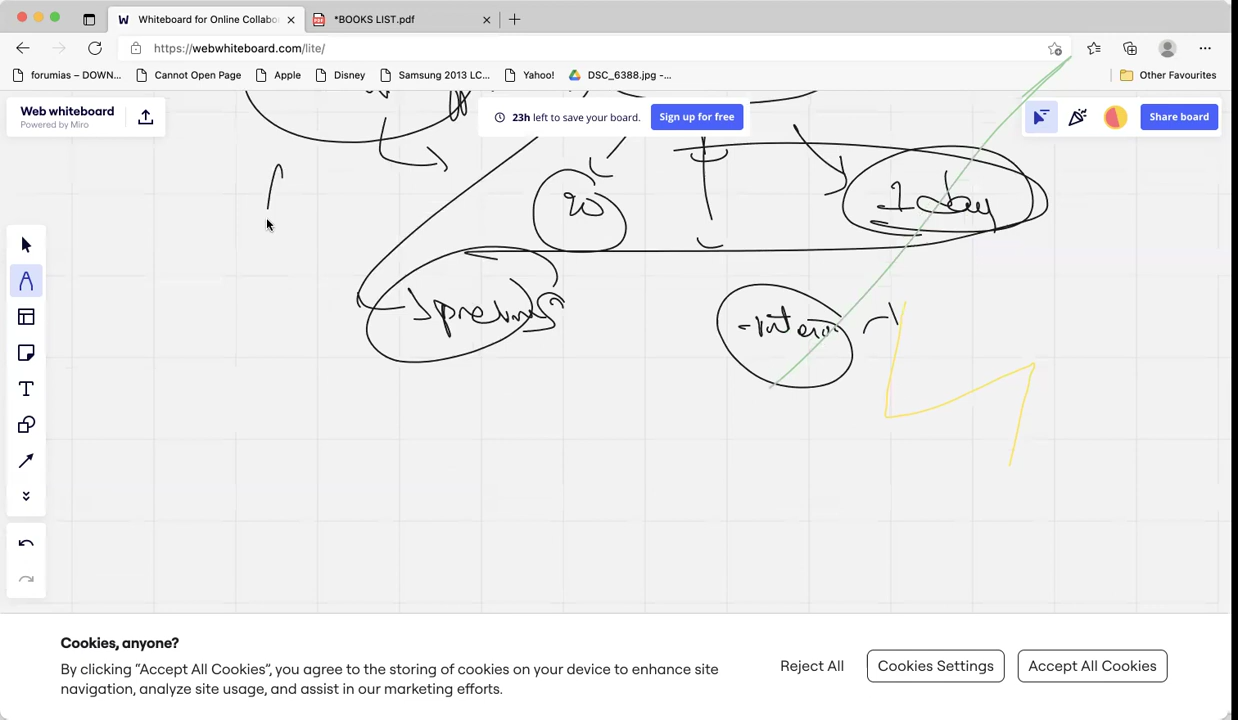 Whiteboard for Online Collabo
*BOOKS LIST.pdf
https://webwhiteboard.com/lite/
forumias – DOWN...
Cannot Open Page
Apple
Disney
Samsung 2013 LC...
Yahoo!
DSC_6388.jpg -...
Other Favourites
Web whiteboard
Powered by Miro
23h left to save your board.
Sign up for free
Share board
1 day
Cookies, anyone?
By clicking “Accept All Cookies”, you agree to the storing of cookies on your device to enhance site
navigation, analyze site usage, and assist in our marketing efforts.
Reject All
Cookies Settings
Accept All Cookies